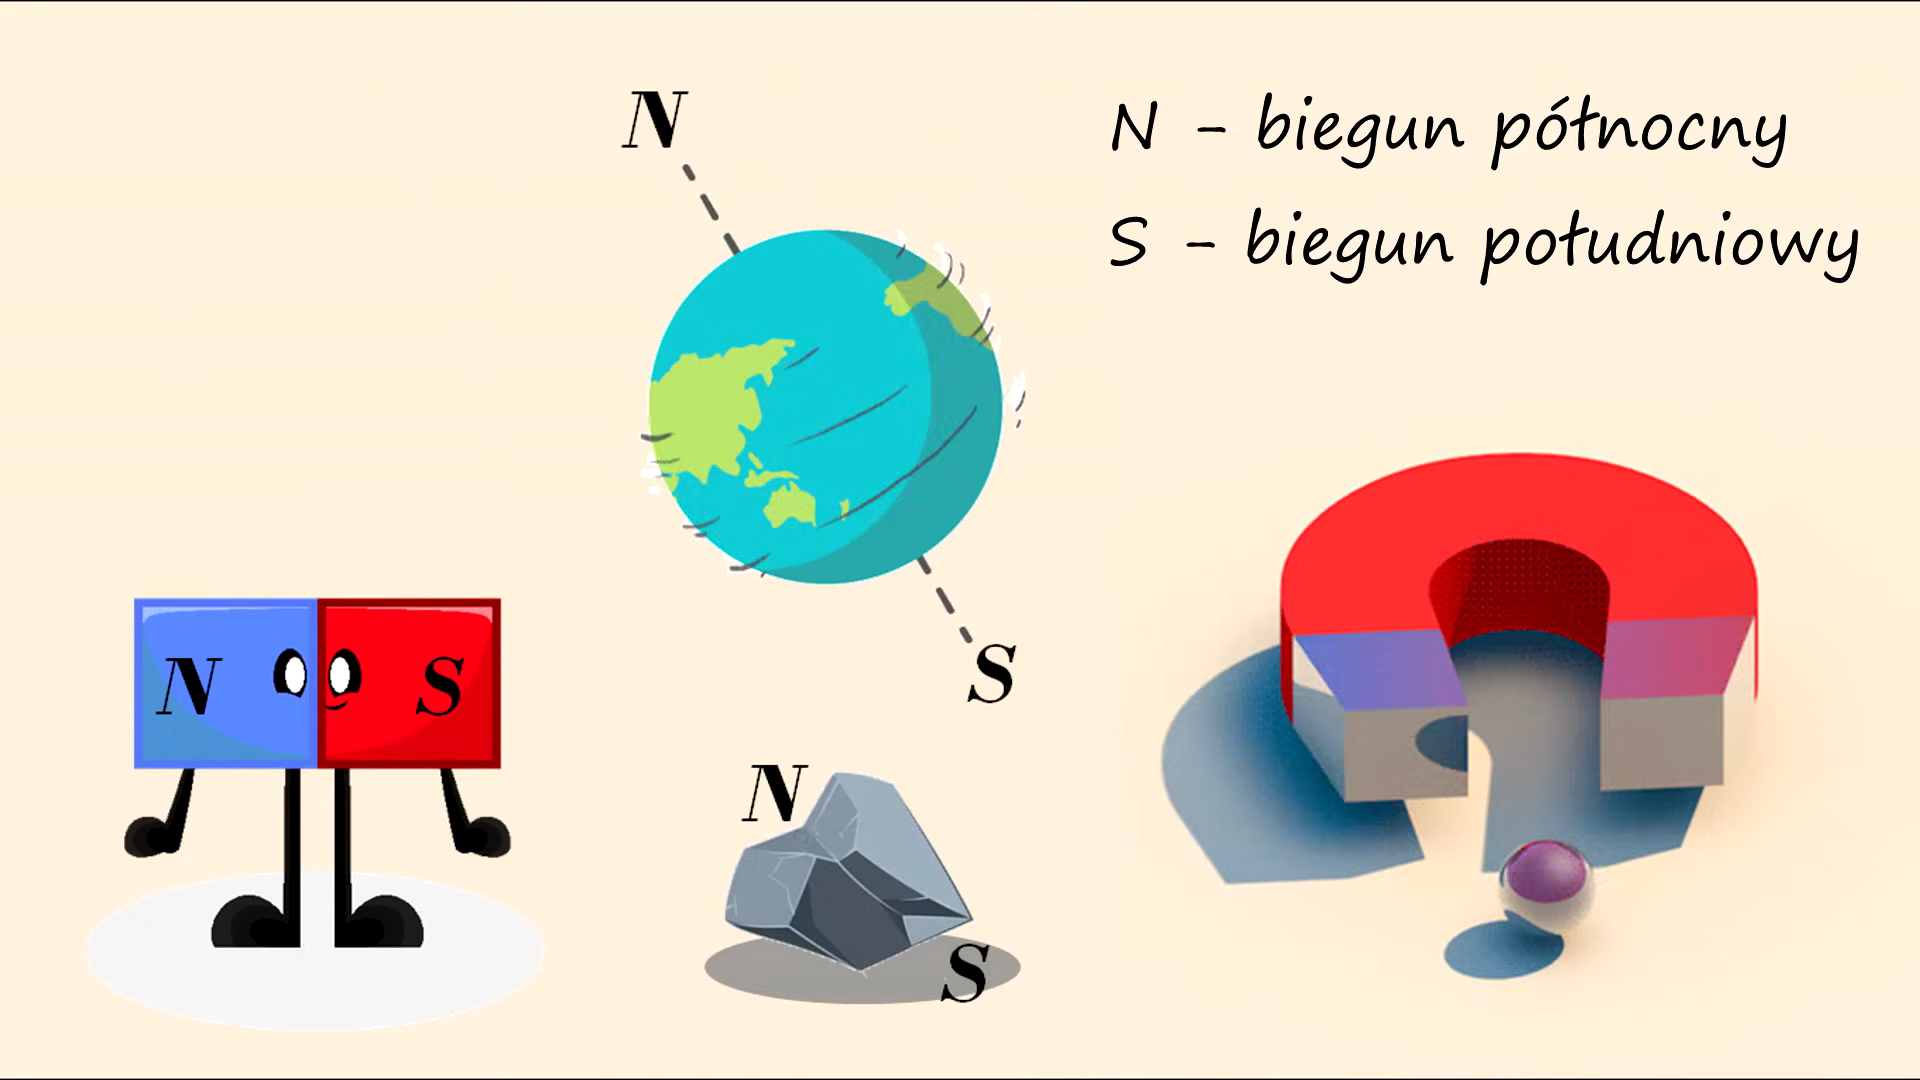 N
N - biegun północny
S - biegun południowy
N S
S
N
S